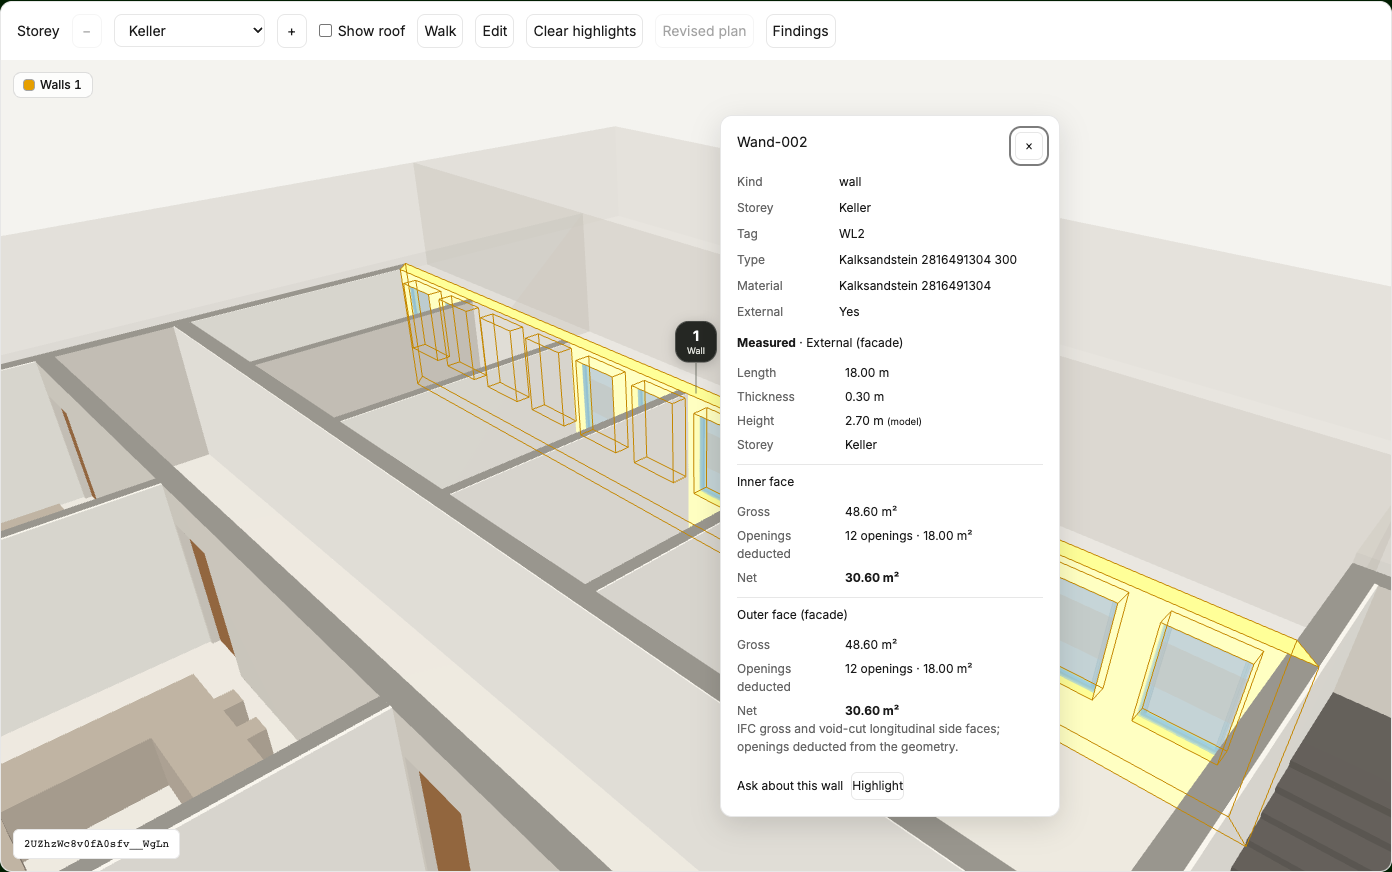 Storey − Keller + Show roof Walk Edit Clear highlights Revised plan Findings
Walls 1
1
Wall
Wand-002 ×
Kind wall
Storey Keller
Tag WL2
Type Kalksandstein 2816491304 300
Material Kalksandstein 2816491304
External Yes
Measured · External (facade)
Length 18.00 m
Thickness 0.30 m
Height 2.70 m (model)
Storey Keller
Inner face
Gross 48.60 m²
Openings 12 openings · 18.00 m²
deducted
Net 30.60 m²
Outer face (facade)
Gross 48.60 m²
Openings 12 openings · 18.00 m²
deducted
Net 30.60 m²
IFC gross and void-cut longitudinal side faces;
openings deducted from the geometry.
Ask about this wall Highlight
2UZhzWc8v0fA0sfv__WgLn